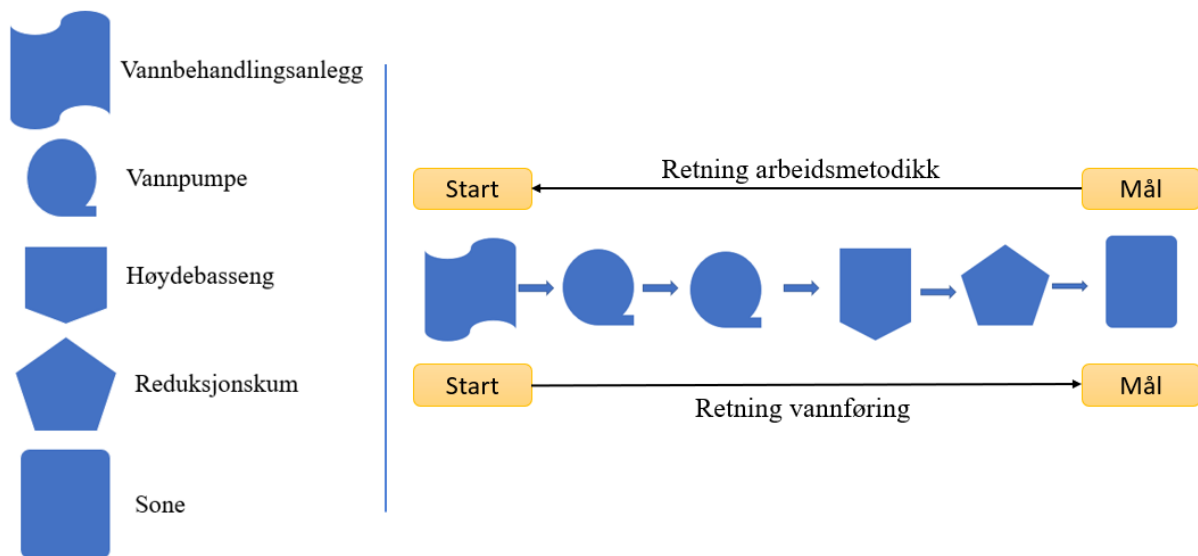 Vannbehandlingsanlegg
Vannpumpe
Høydebasseng
Reduksjonskum
Sone
Retning arbeidsmetodikk
Start
Mål
Start
Mål
Retning vannføring